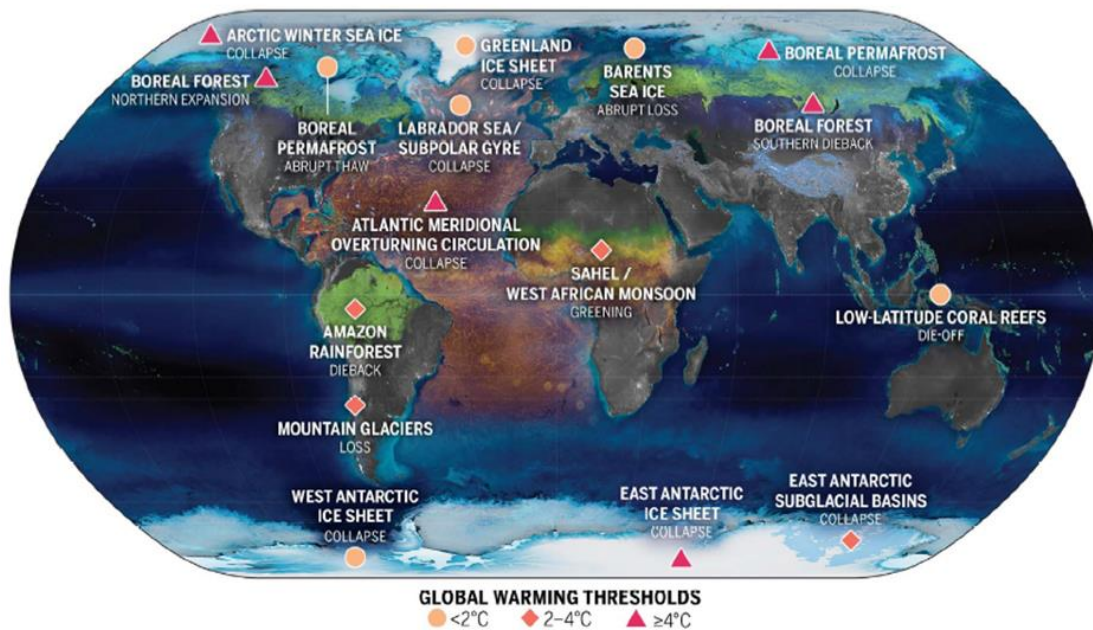 ARCTIC WINTER SEA ICE
COLLAPSE
BOREAL FOREST
NORTHERN EXPANSION
BOREAL
PERMAFROST
ABRUPT THAW
GREENLAND
ICE SHEET
COLLAPSE
LABRADOR SEA/
SUBPOLAR GYRE
COLLAPSE
BARENTS
SEA ICE
ABRUPT LOSS
BOREAL PERMAFROST
COLLAPSE
BOREAL FOREST
SOUTHERN DIEBACK
ATLANTIC MERIDIONAL
OVERTURNING CIRCULATION
COLLAPSE
SAHEL /
WEST AFRICAN MONSOON
GREENING
LOW-LATITUDE CORAL REEFS
DIE-OFF
AMAZON
RAINFOREST
DIEBACK
MOUNTAIN GLACIERS
LOSS
WEST ANTARCTIC
ICE SHEET
COLLAPSE
EAST ANTARCTIC
ICE SHEET
COLLAPSE
EAST ANTARCTIC
SUBGLACIAL BASINS
COLLAPSE
GLOBAL WARMING THRESHOLDS
<2°C 2–4°C ≥4°C